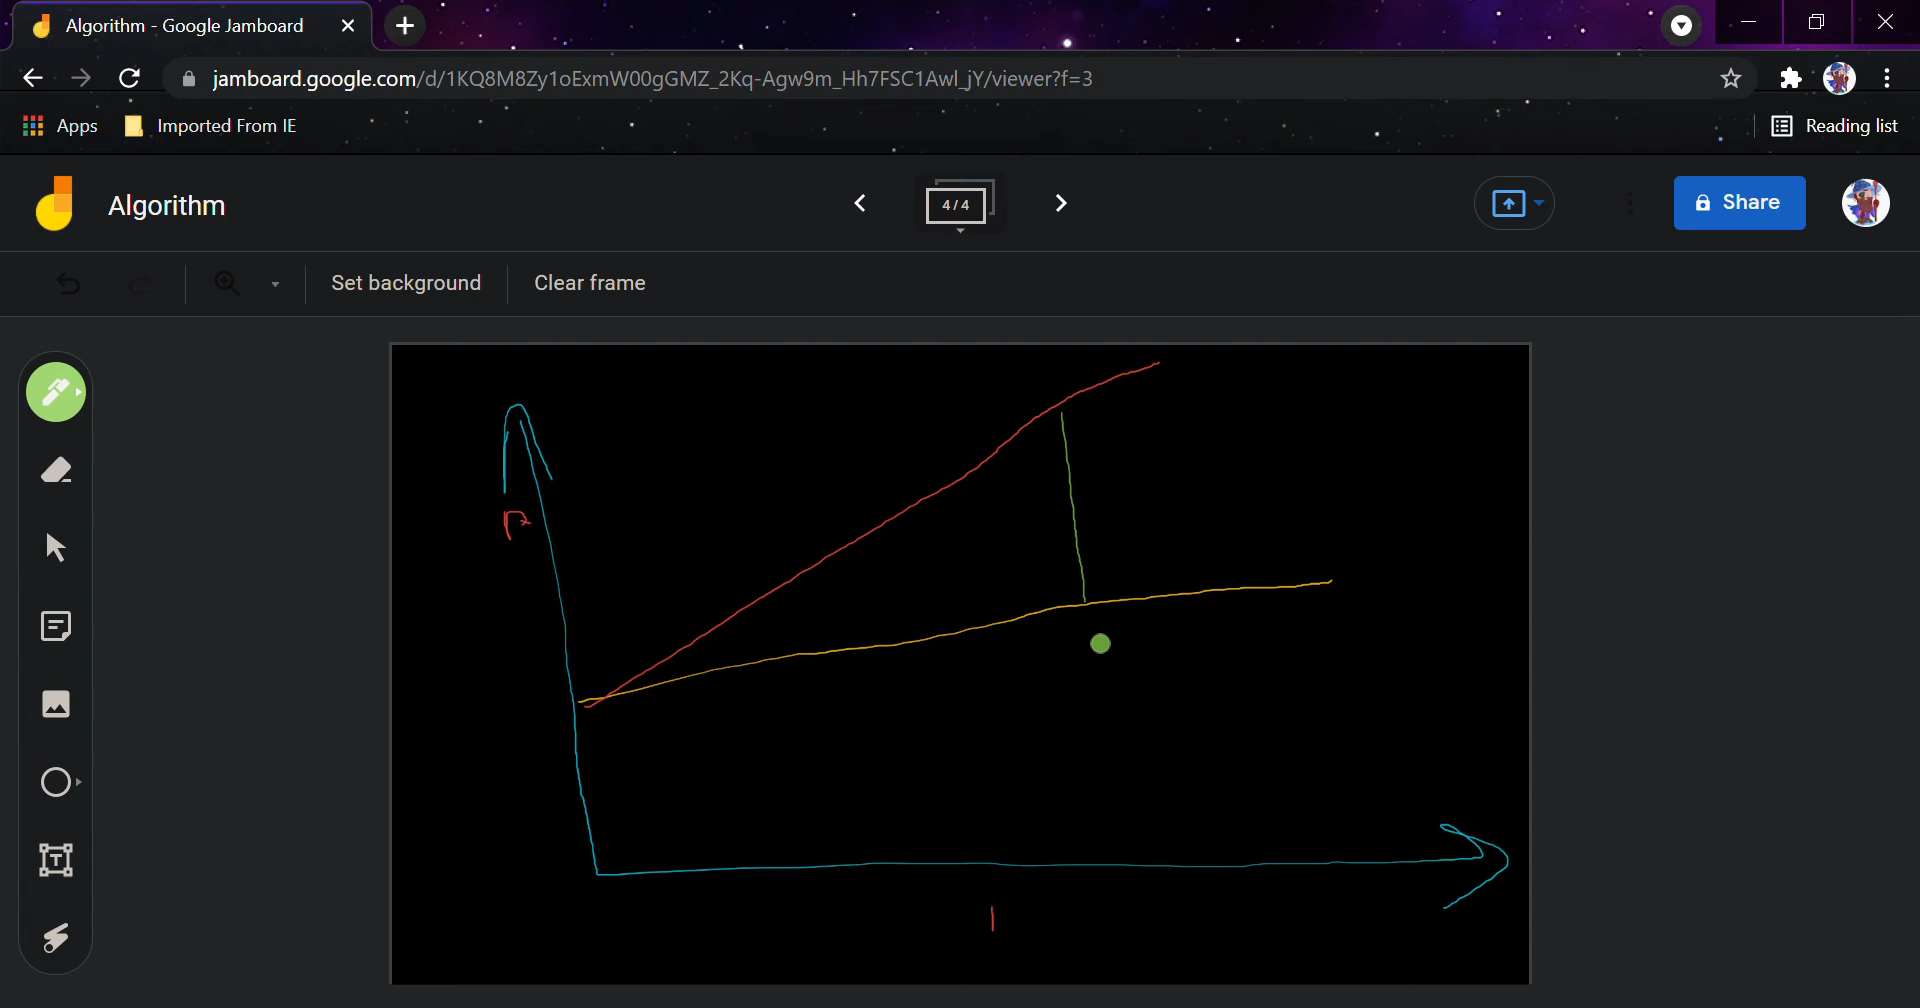 Algorithm - Google Jamboard
jamboard.google.com/d/1KQ8M8Zy1oExmW00gGMZ_2Kq-Agw9m_Hh7FSC1Awl_jY/viewer?f=3
Apps Imported From IE Reading list
Algorithm 4 / 4 Share
Set background Clear frame
T